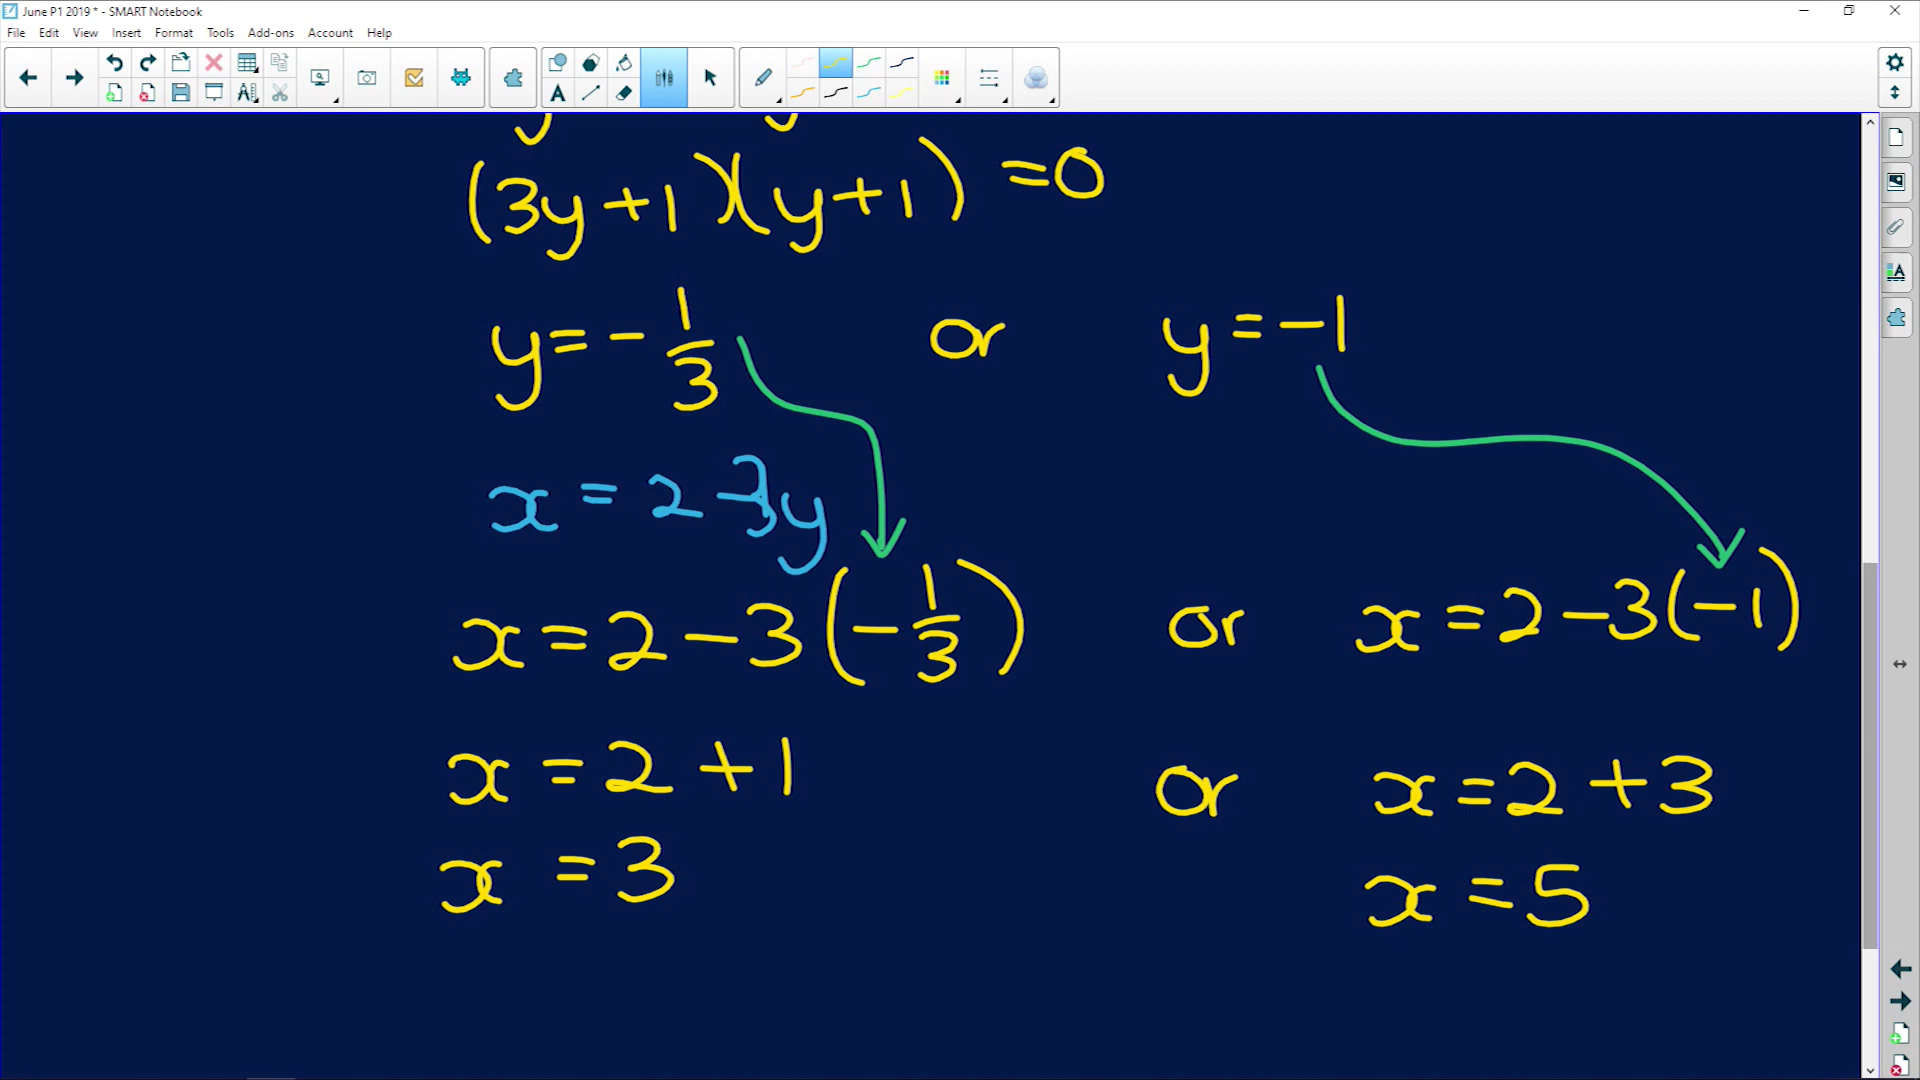 June P1 2019 * - SMART Notebook
File Edit View Insert Format Tools Add-ons Account Help
(3y+1)(y+1) =0
y= - 1/3 or y = -1
x = 2 -3y
x = 2 - 3(- 1/3) or x = 2 - 3(-1)
x = 2 + 1 or x = 2 + 3
x = 3 x = 5